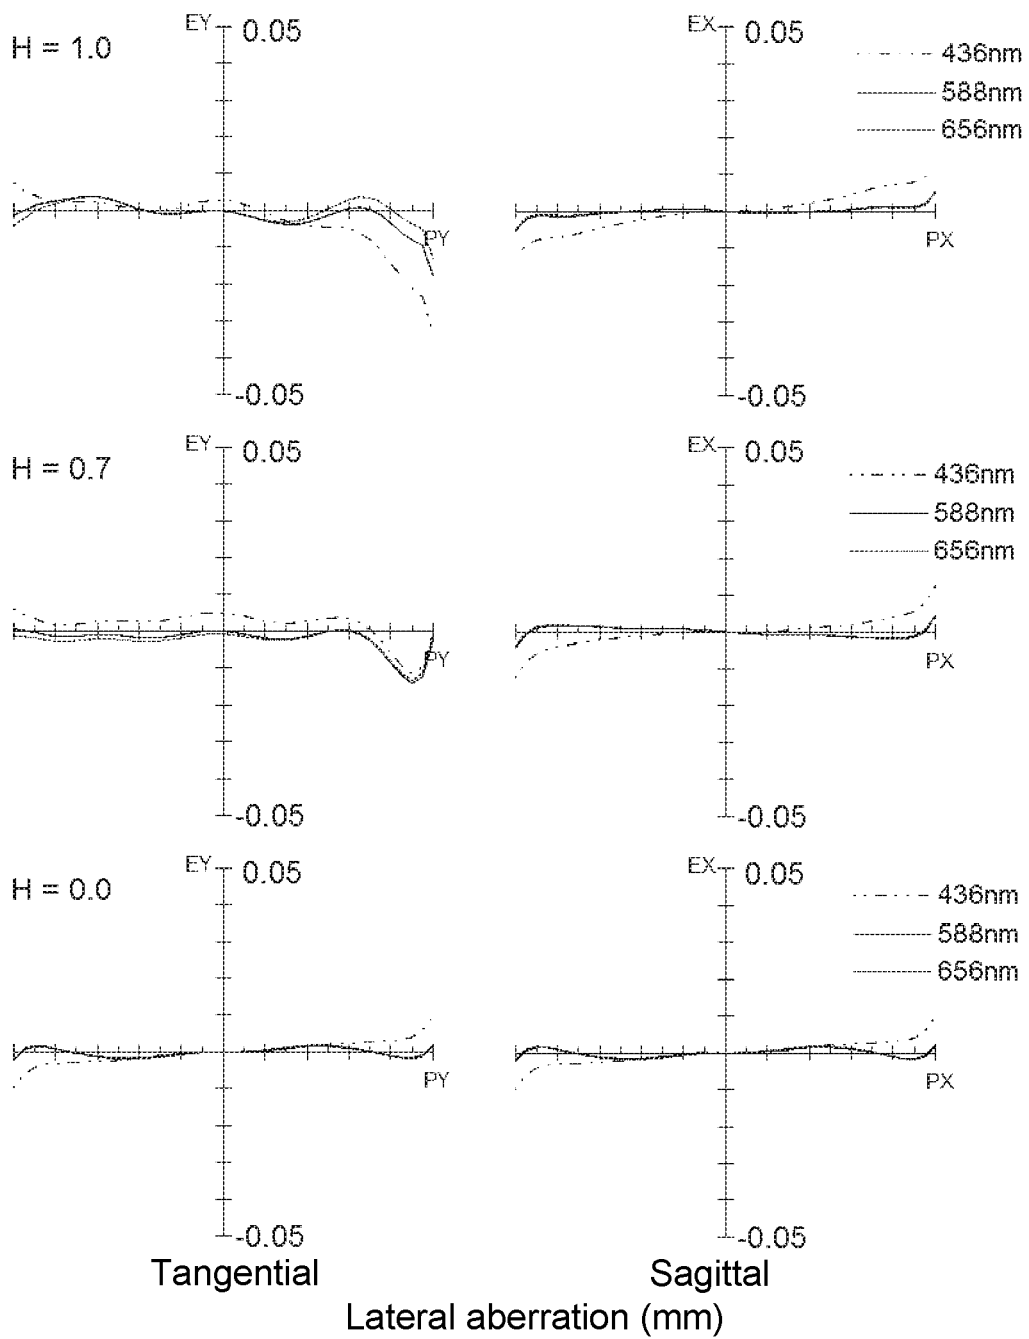 EY 0.05 EX 0.05
H = 1.0
436nm
588nm
656nm
PY PX
-0.05 -0.05
EY 0.05 EX 0.05
H = 0.7
436nm
588nm
656nm
PY PX
-0.05 -0.05
EY 0.05 EX 0.05
H = 0.0
436nm
588nm
656nm
PY PX
-0.05 -0.05
Tangential Sagittal
Lateral aberration (mm)